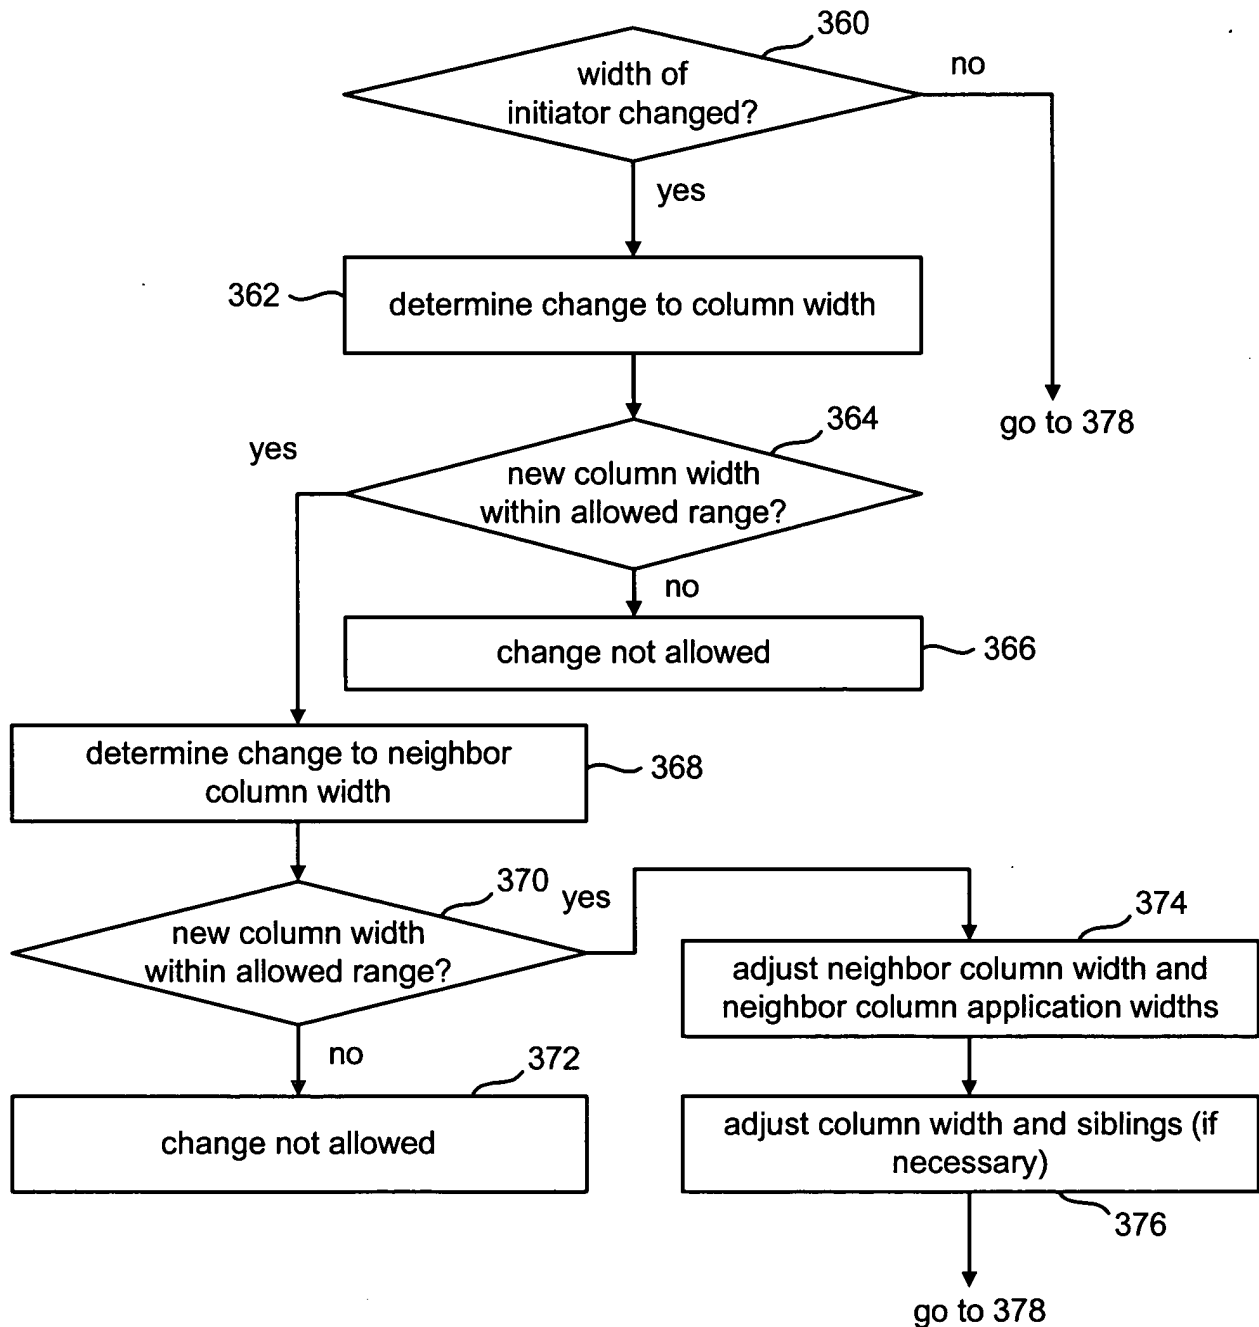 360
width of
initiator changed?
no
yes
362
determine change to column width
go to 378
364
yes
new column width
within allowed range?
no
change not allowed
366
determine change to neighbor
column width
368
370
yes
new column width
within allowed range?
374
adjust neighbor column width and
neighbor column application widths
no
372
change not allowed
adjust column width and siblings (if
necessary)
376
go to 378